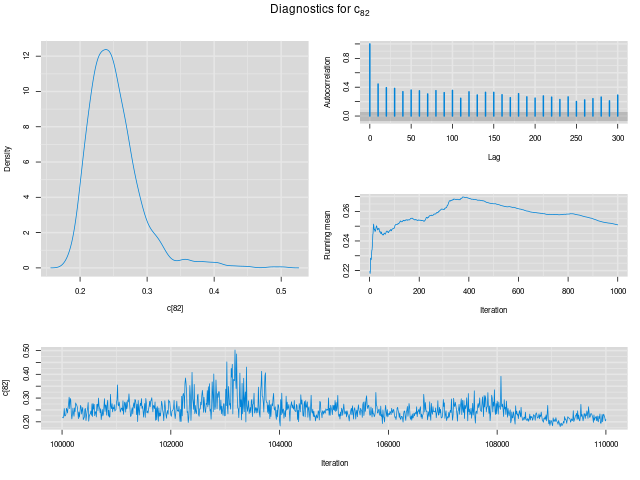 Diagnostics for c82
Density
0 2 4 6 8 10 12
0.2 0.3 0.4 0.5
c[82]
Autocorrelation
0.0 0.4 0.8
0 50 100 150 200 250 300
Lag
Running mean
0.22 0.24 0.26
0 200 400 600 800 1000
Iteration
c[82]
0.20 0.30 0.40 0.50
100000 102000 104000 106000 108000 110000
Iteration